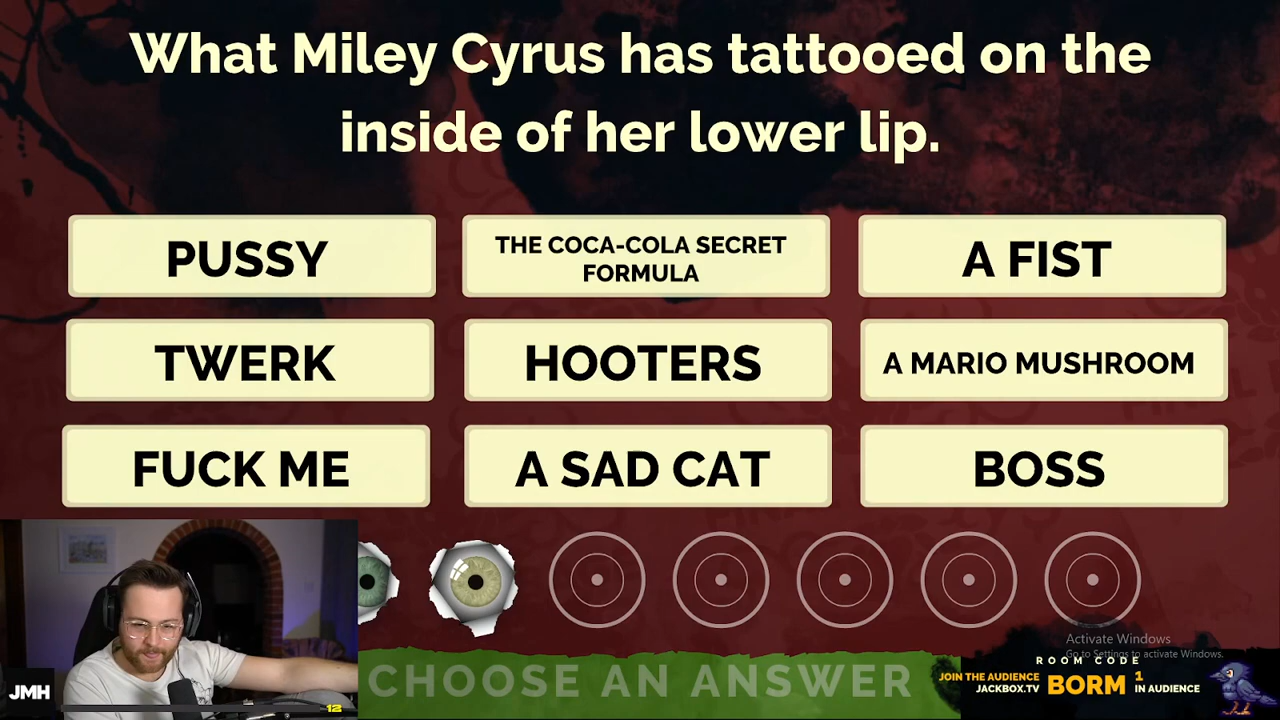 What Miley Cyrus has tattooed on the
inside of her lower lip.
PUSSY
THE COCA-COLA SECRET
FORMULA
A FIST
TWERK
HOOTERS
A MARIO MUSHROOM
FUCK ME
A SAD CAT
BOSS
CHOOSE AN ANSWER
JMH
12
Activate Windows
Go to Settings to activate Windows.
ROOM CODE
JOIN THE AUDIENCE
JACKBOX.TV
BORM
1
IN AUDIENCE